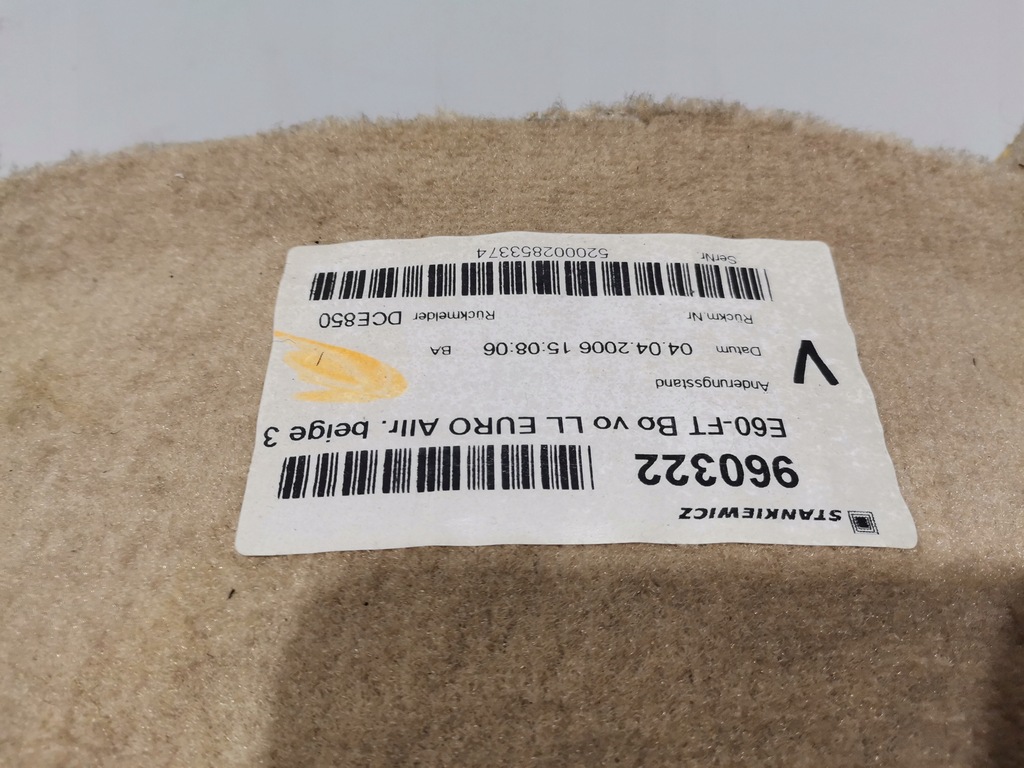 STANKIEWICZ
960322
E60-FT Bo vo LL EURO Allr. beige 3
Änderungsstand
V
Datum 04.04.2006 15:08:06 BA
Rückm.Nr Rückmelder DCE850
SerNr 520002853374